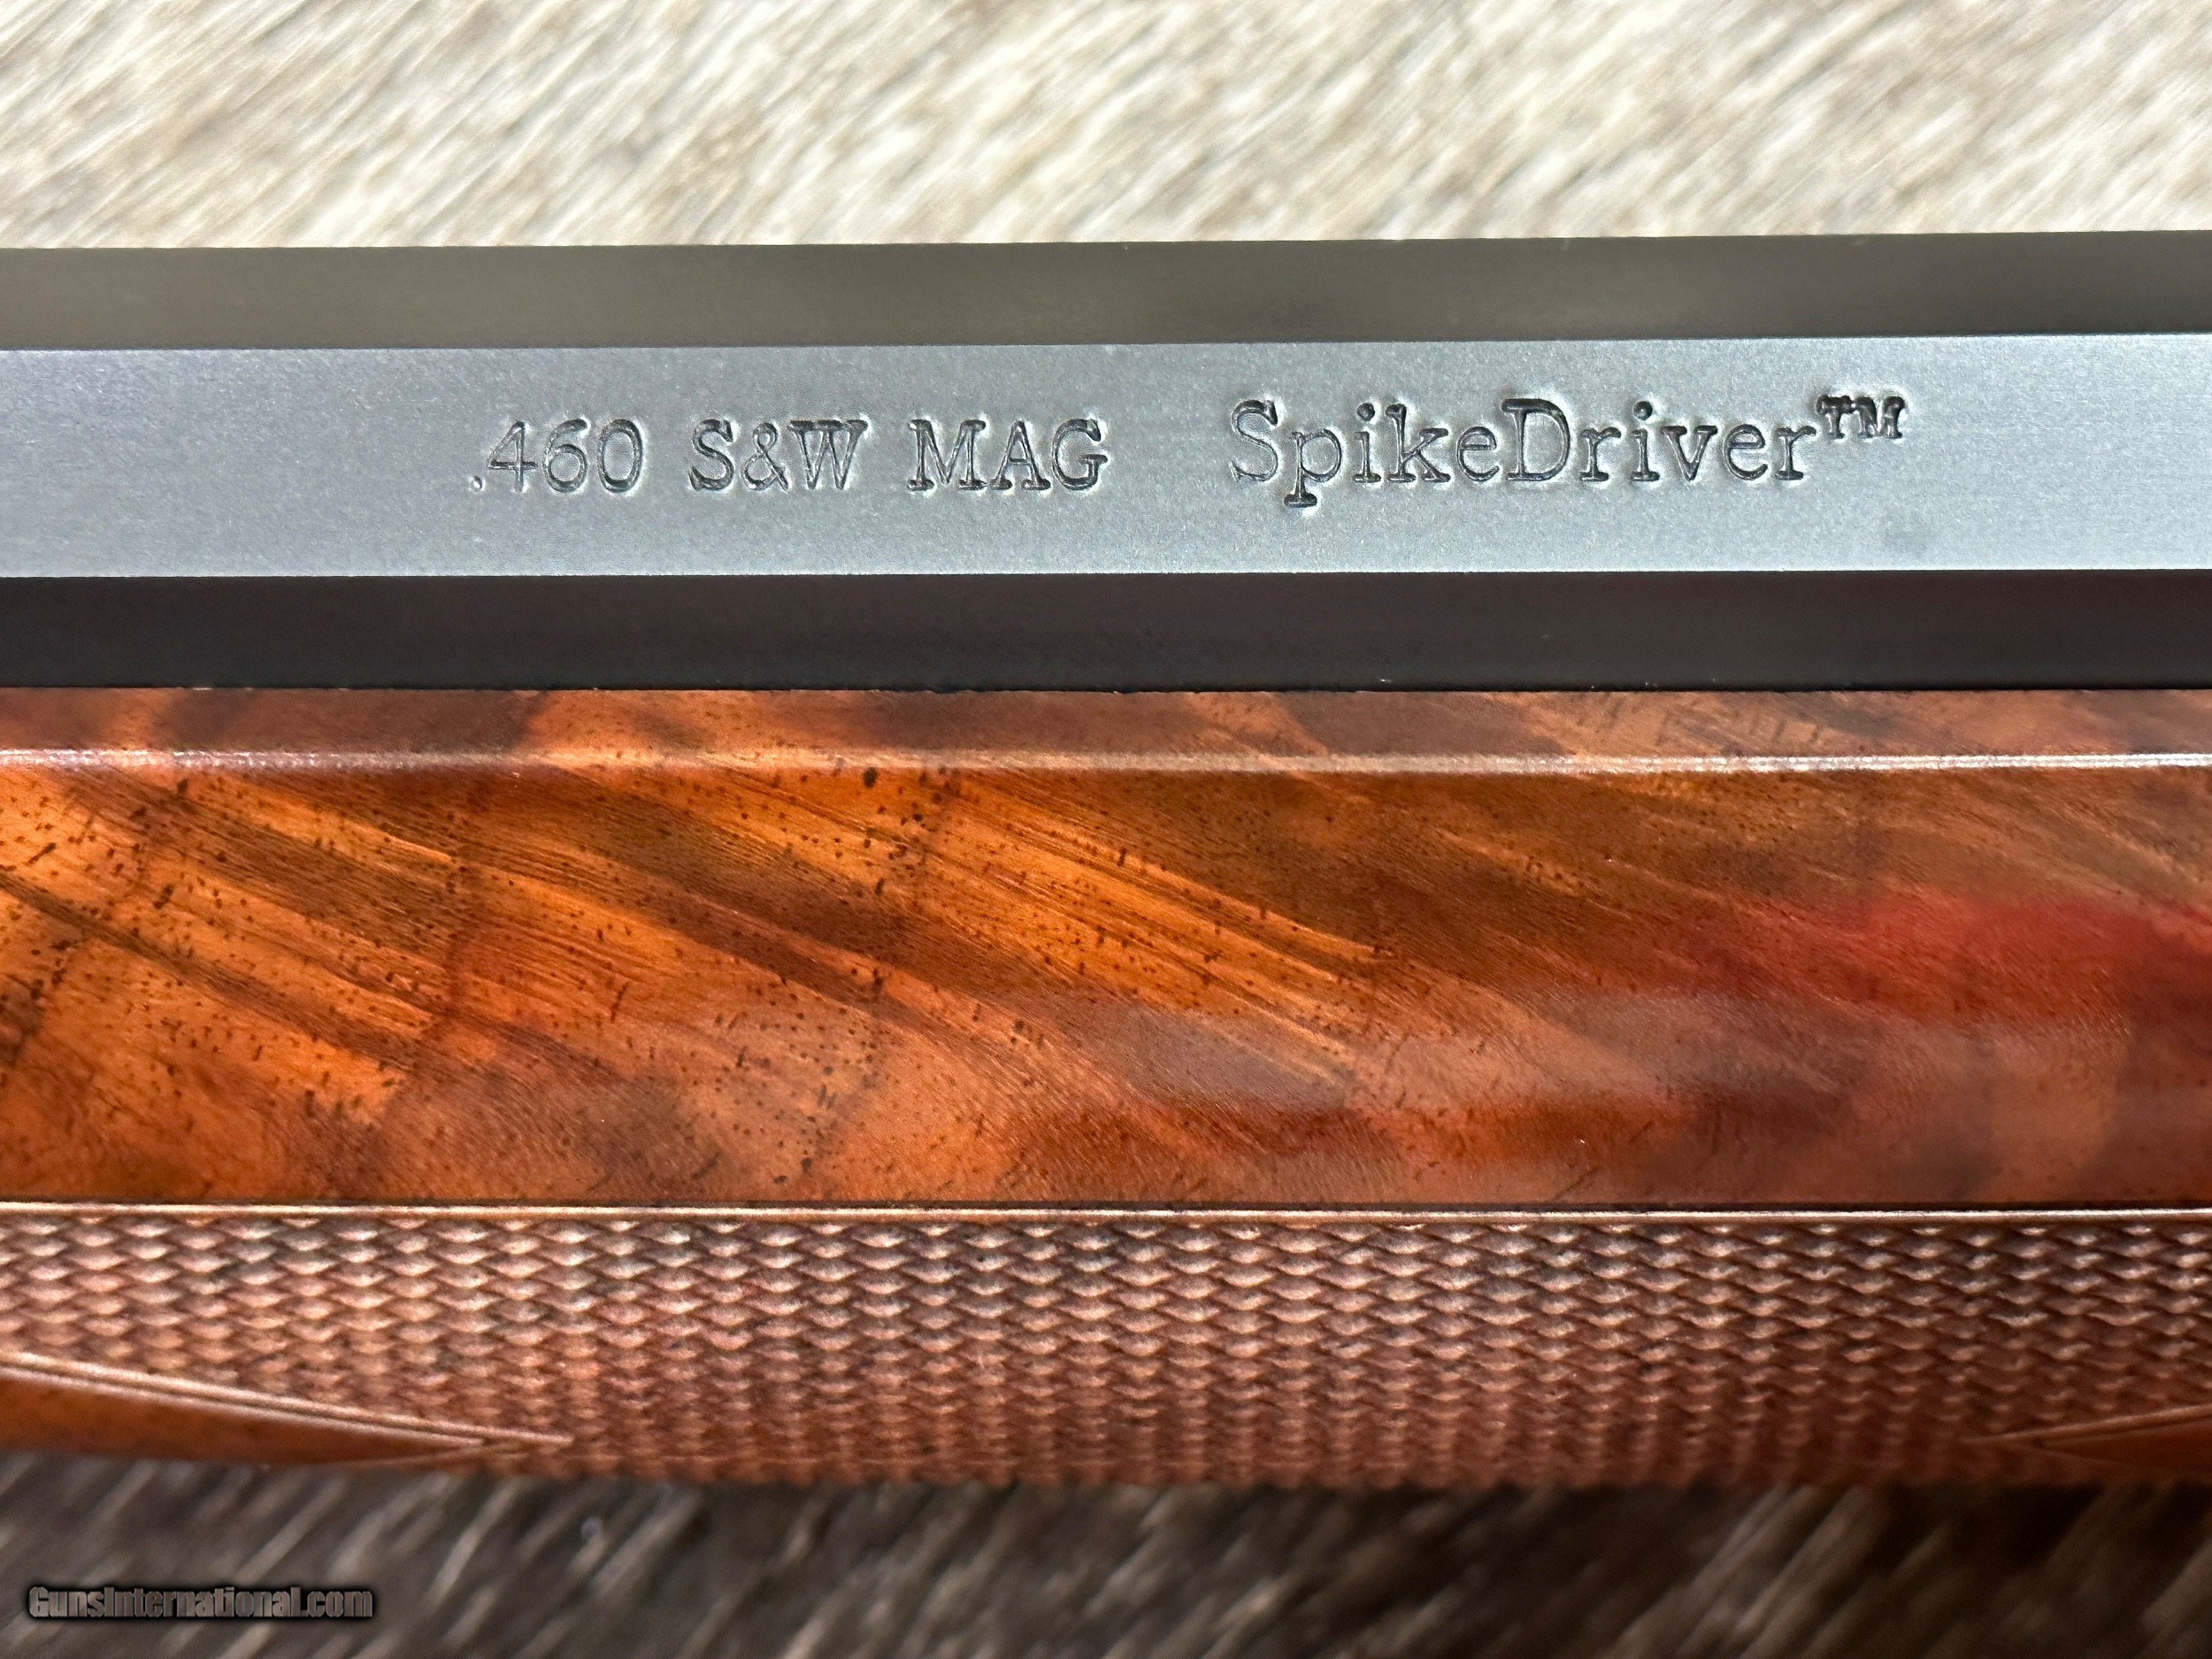 .460 S&W MAG SpikeDriver™
GunsInternational.com